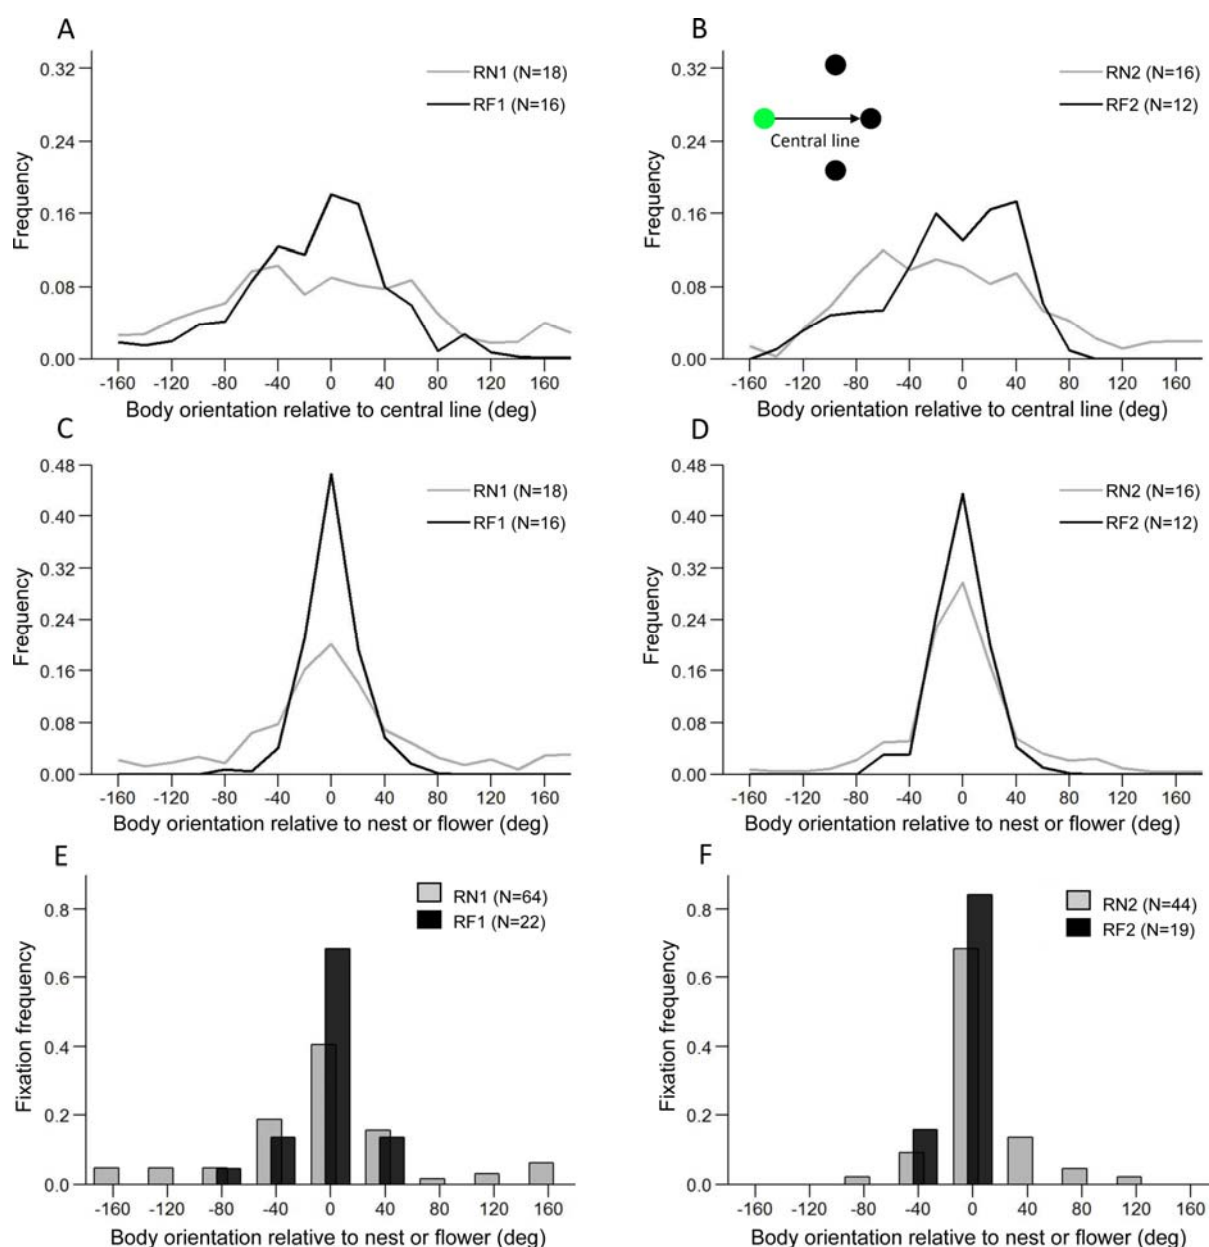 A
B
0.32
0.24
0.16
0.08
0.00
Frequency
RN1 (N=18)
RF1 (N=16)
-160 -120 -80 -40 0 40 80 120 160
Body orientation relative to central line (deg)
0.32
0.24
0.16
0.08
0.00
Frequency
Central line
RN2 (N=16)
RF2 (N=12)
-160 -120 -80 -40 0 40 80 120 160
Body orientation relative to central line (deg)
C
D
0.48
0.40
0.32
0.24
0.16
0.08
0.00
Frequency
RN1 (N=18)
RF1 (N=16)
-160 -120 -80 -40 0 40 80 120 160
Body orientation relative to nest or flower (deg)
0.48
0.40
0.32
0.24
0.16
0.08
0.00
Frequency
RN2 (N=16)
RF2 (N=12)
-160 -120 -80 -40 0 40 80 120 160
Body orientation relative to nest or flower (deg)
E
F
0.8
0.6
0.4
0.2
0.0
Fixation frequency
RN1 (N=64)
RF1 (N=22)
-160 -120 -80 -40 0 40 80 120 160
Body orientation relative to nest or flower (deg)
0.8
0.6
0.4
0.2
0.0
Fixation frequency
RN2 (N=44)
RF2 (N=19)
-160 -120 -80 -40 0 40 80 120 160
Body orientation relative to nest or flower (deg)